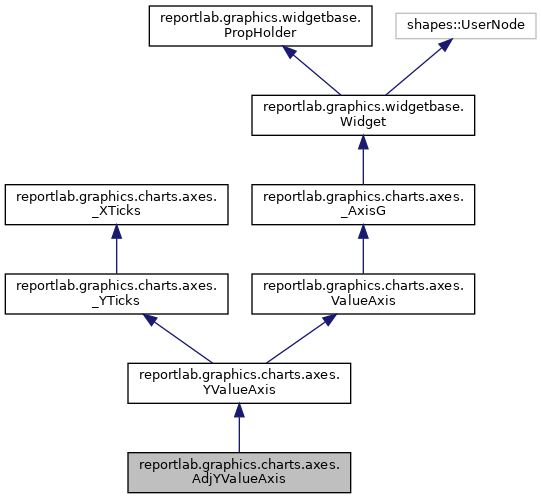 reportlab.graphics.widgetbase.
PropHolder
shapes::UserNode
reportlab.graphics.widgetbase.
Widget
reportlab.graphics.charts.axes.
_XTicks
reportlab.graphics.charts.axes.
_AxisG
reportlab.graphics.charts.axes.
_YTicks
reportlab.graphics.charts.axes.
ValueAxis
reportlab.graphics.charts.axes.
YValueAxis
reportlab.graphics.charts.axes.
AdjYValueAxis